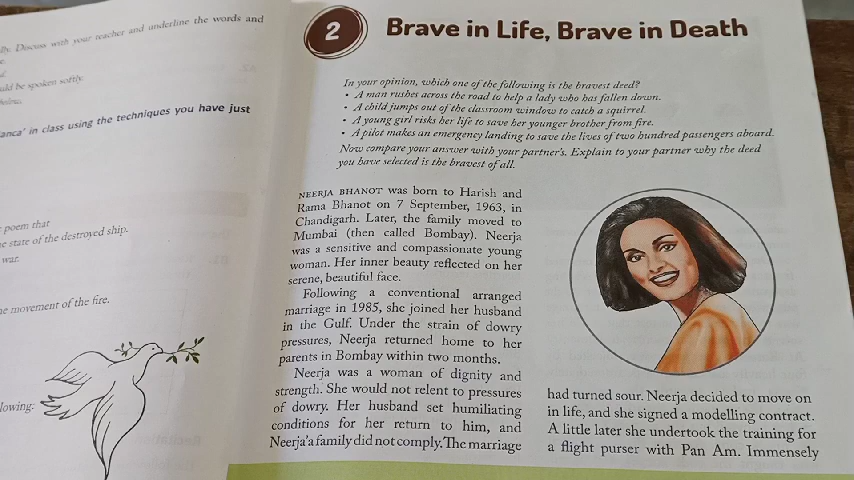 lly. Discuss with your teacher and underline the words and
uld be spoken softly.
below.
anca' in class using the techniques you have just
poem that
e state of the destroyed ship.
war.
e movement of the fire.
lowing:
2
Brave in Life, Brave in Death
In your opinion, which one of the following is the bravest deed?
• A man rushes across the road to help a lady who has fallen down.
• A child jumps out of the classroom window to catch a squirrel.
• A young girl risks her life to save her younger brother from fire.
• A pilot makes an emergency landing to save the lives of two hundred passengers aboard.
Now compare your answer with your partner's. Explain to your partner why the deed
you have selected is the bravest of all.
NEERJA BHANOT was born to Harish and
Rama Bhanot on 7 September, 1963, in
Chandigarh. Later, the family moved to
Mumbai (then called Bombay). Neerja
was a sensitive and compassionate young
woman. Her inner beauty reflected on her
serene, beautiful face.
Following a conventional arranged
marriage in 1985, she joined her husband
in the Gulf. Under the strain of dowry
pressures, Neerja returned home to her
parents in Bombay within two months.
Neerja was a woman of dignity and
strength. She would not relent to pressures
of dowry. Her husband set humiliating
conditions for her return to him, and
Neerja'a family did not comply. The marriage
had turned sour. Neerja decided to move on
in life, and she signed a modelling contract.
A little later she undertook the training for
a flight purser with Pan Am. Immensely